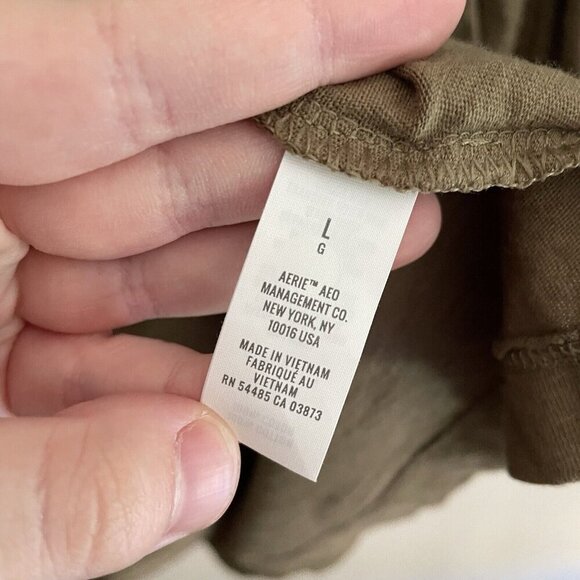 L
G
AERIE™ AEO
MANAGEMENT CO.
NEW YORK, NY
10016 USA
MADE IN VIETNAM
FABRIQUÉ AU
VIETNAM
RN 54485 CA 03873